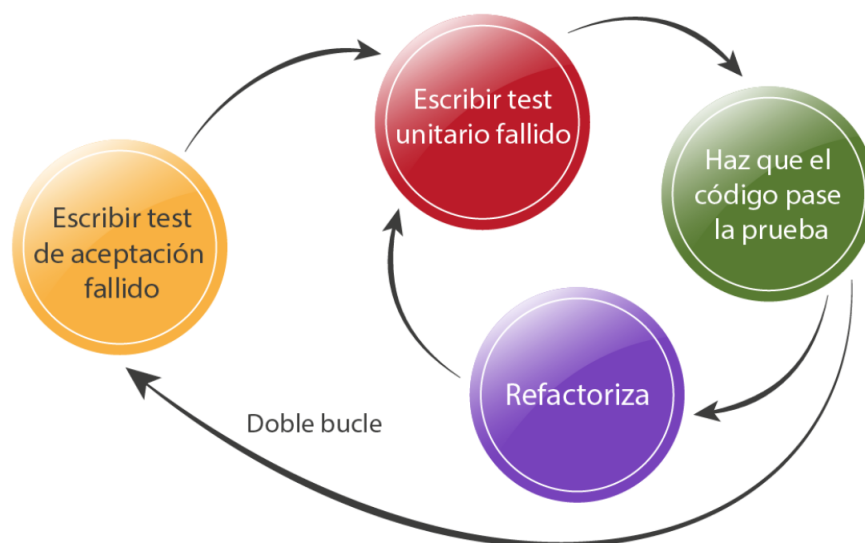 Escribir test
unitario fallido
Haz que el
código pase
la prueba
Escribir test
de aceptación
fallido
Refactoriza
Doble bucle